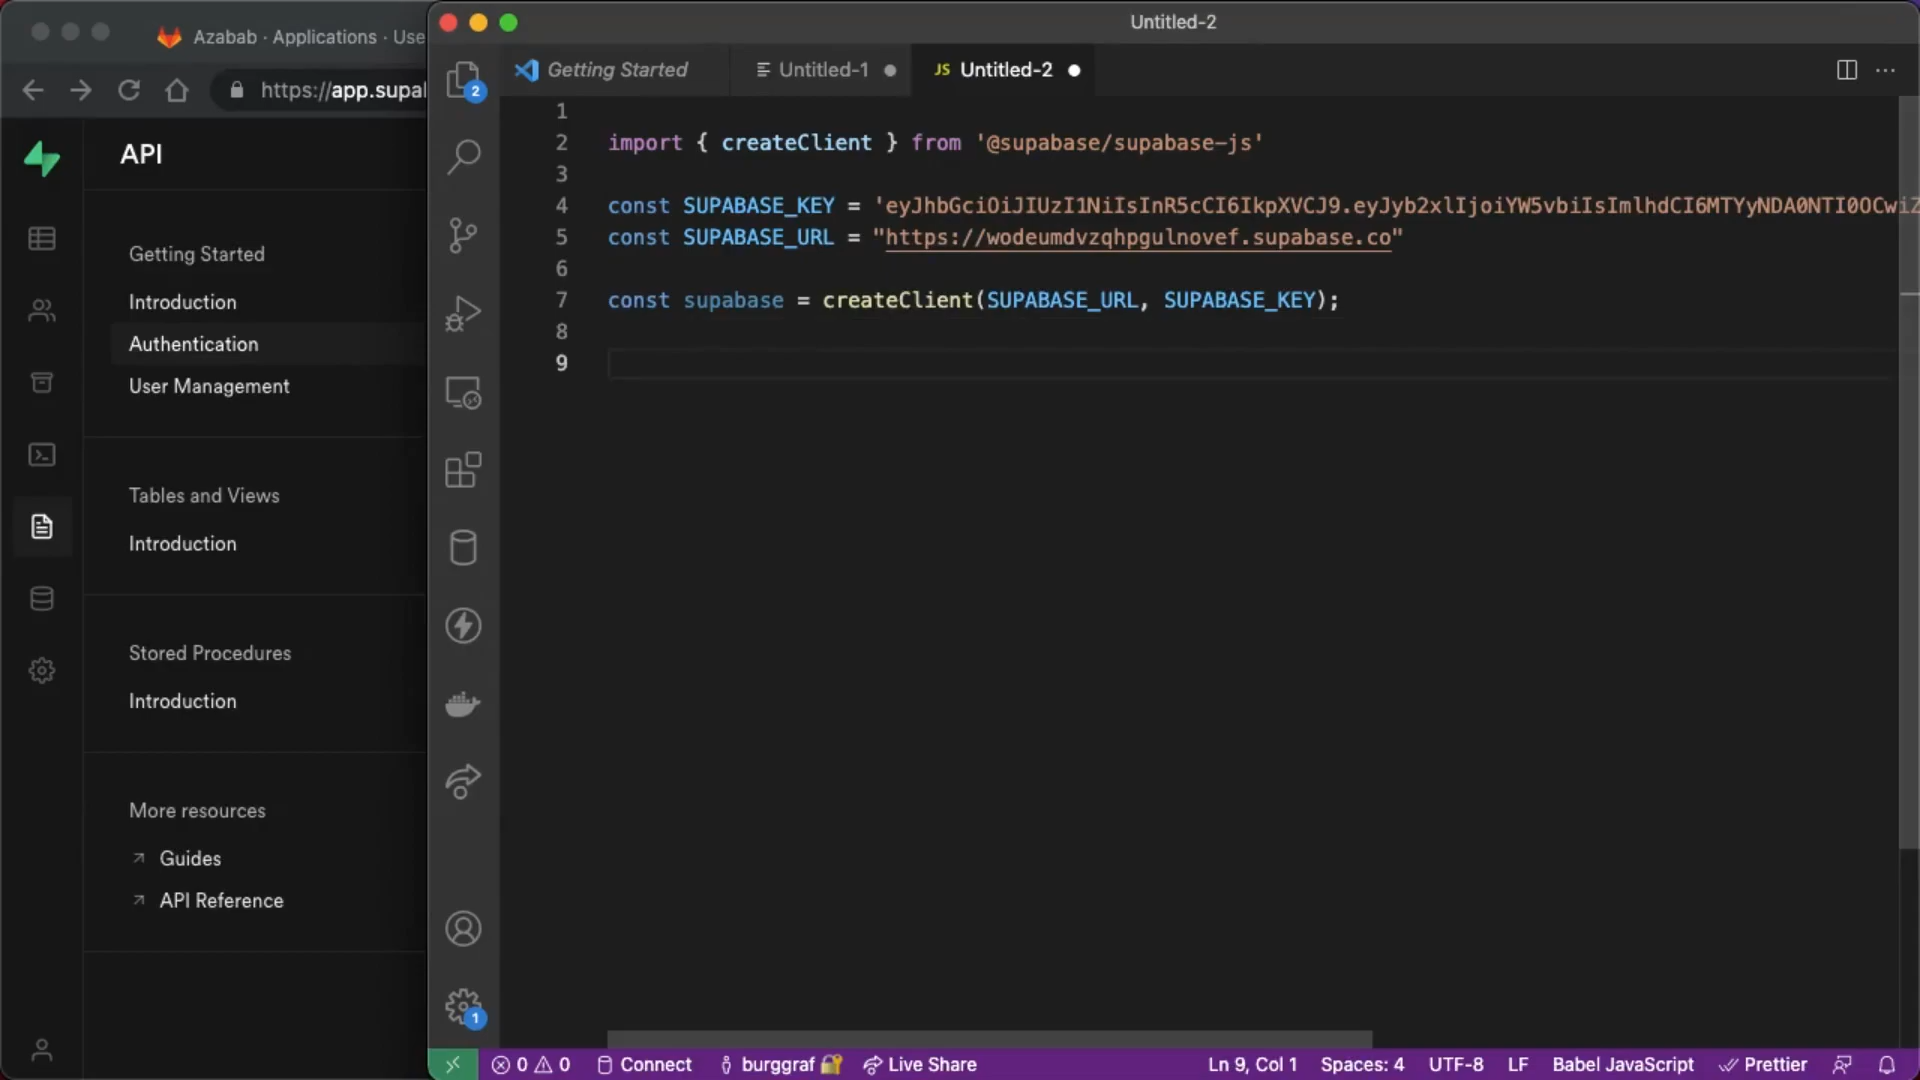 Azabab · Applications · Use
https://app.supal
API
Getting Started
Introduction
Authentication
User Management
Tables and Views
Introduction
Stored Procedures
Introduction
More resources
Guides
API Reference
Untitled-2
Getting Started
Untitled-1
JS Untitled-2
2
1
2 import { createClient } from '@supabase/supabase-js'
3
4 const SUPABASE_KEY = 'eyJhbGciOiJIUzI1NiIsInR5cCI6IkpXVCJ9.eyJyb2xlIjoiYW5vbiIsImlhdCI6MTYyNDA0NTI0OCwiZ
5 const SUPABASE_URL = "https://wodeumdvzqhpgulnovef.supabase.co"
6
7 const supabase = createClient(SUPABASE_URL, SUPABASE_KEY);
8
9
1
0 0 Connect burggraf Live Share Ln 9, Col 1 Spaces: 4 UTF-8 LF Babel JavaScript Prettier